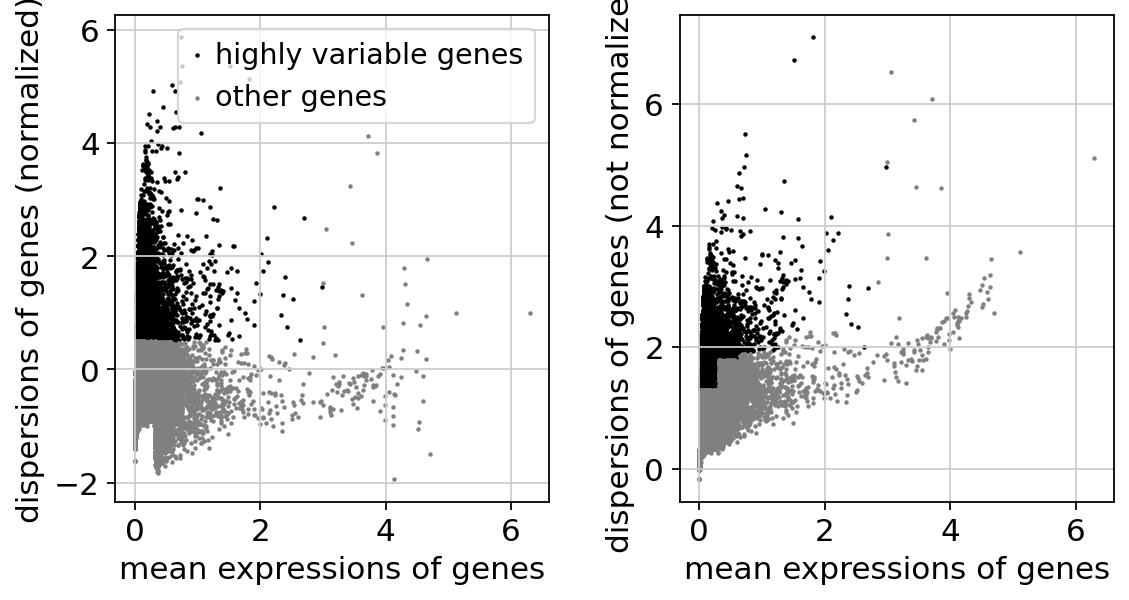 dispersions of genes (normalized)
6
4
2
0
−2
highly variable genes
other genes
0 2 4 6
mean expressions of genes
dispersions of genes (not normalize
6
4
2
0
0 2 4 6
mean expressions of genes